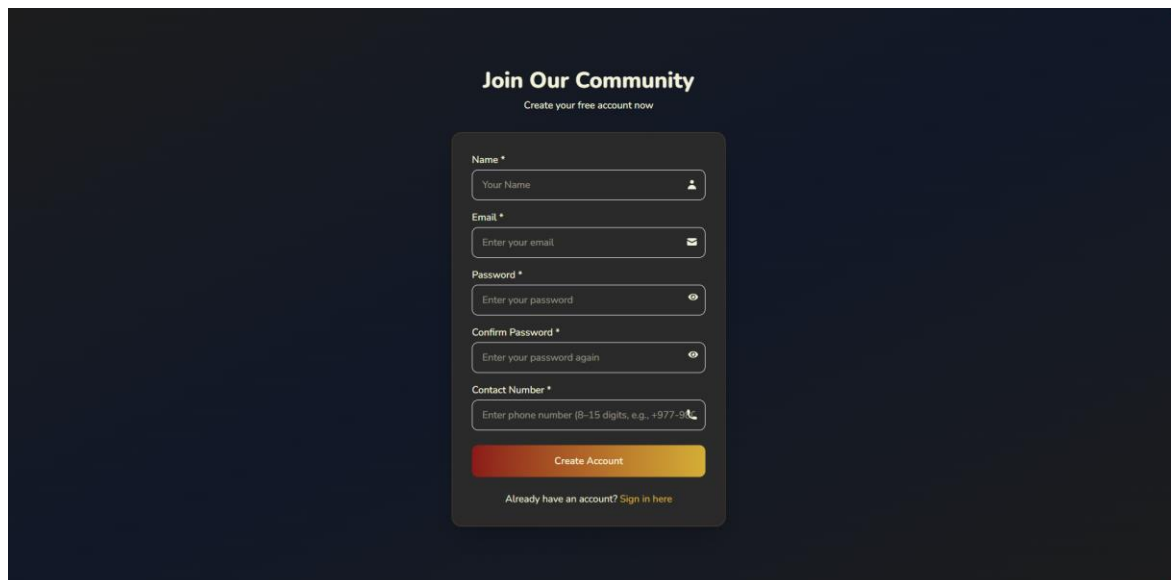 Join Our Community
Create your free account now
Name *
Your Name
Email *
Enter your email
Password *
Enter your password
Confirm Password *
Enter your password again
Contact Number *
Enter phone number (8–15 digits, e.g., +977-9
Create Account
Already have an account? Sign in here